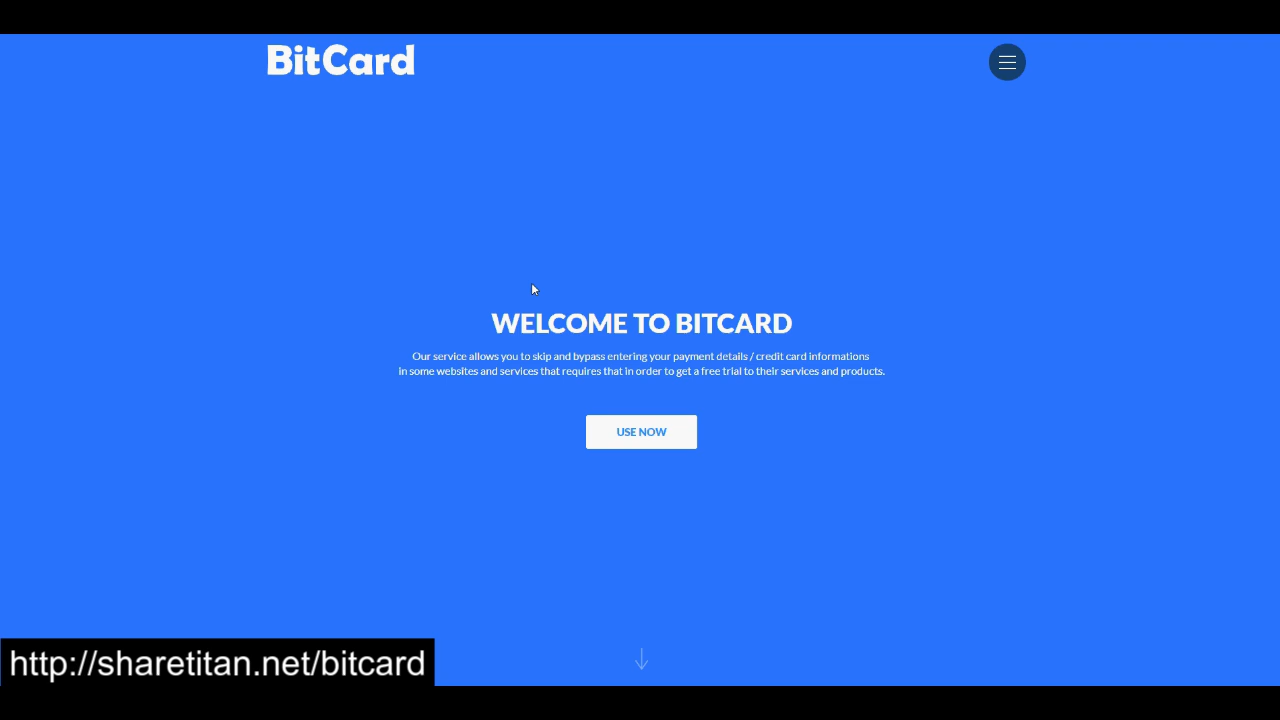 BitCard
WELCOME TO BITCARD
Our service allows you to skip and bypass entering your payment details / credit card informations
in some websites and services that requires that in order to get a free trial to their services and products.
USE NOW
http://sharetitan.net/bitcard